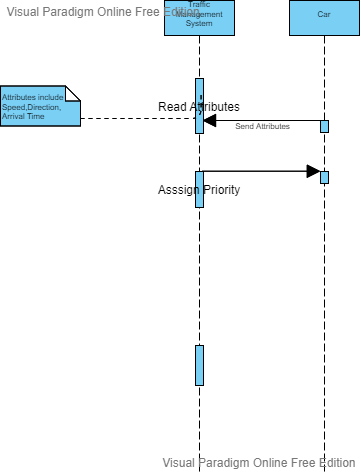 Visual Paradigm Online Free Edition
Traffic
Management
System
Car
Attributes include
Speed,Direction,
Arrival Time
Read Attributes
Send Attributes
Asssign Priority
Visual Paradigm Online Free Edition